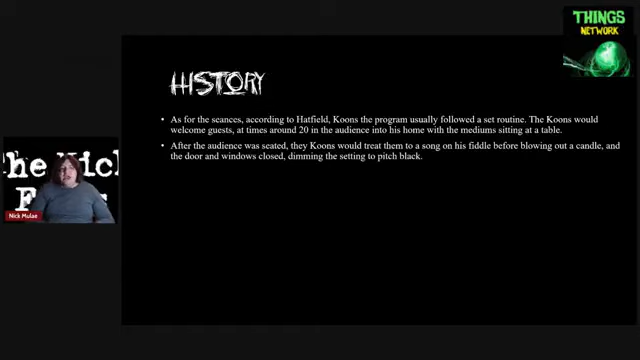 THINGS
NETWORK
HISTORY
• As for the seances, according to Hatfield, Koons the program usually followed a set routine. The Koons would
welcome guests, at times around 20 in the audience into his home with the mediums sitting at a table.
• After the audience was seated, they Koons would treat them to a song on his fiddle before blowing out a candle, and
the door and windows closed, dimming the setting to pitch black.
Nick Mulae